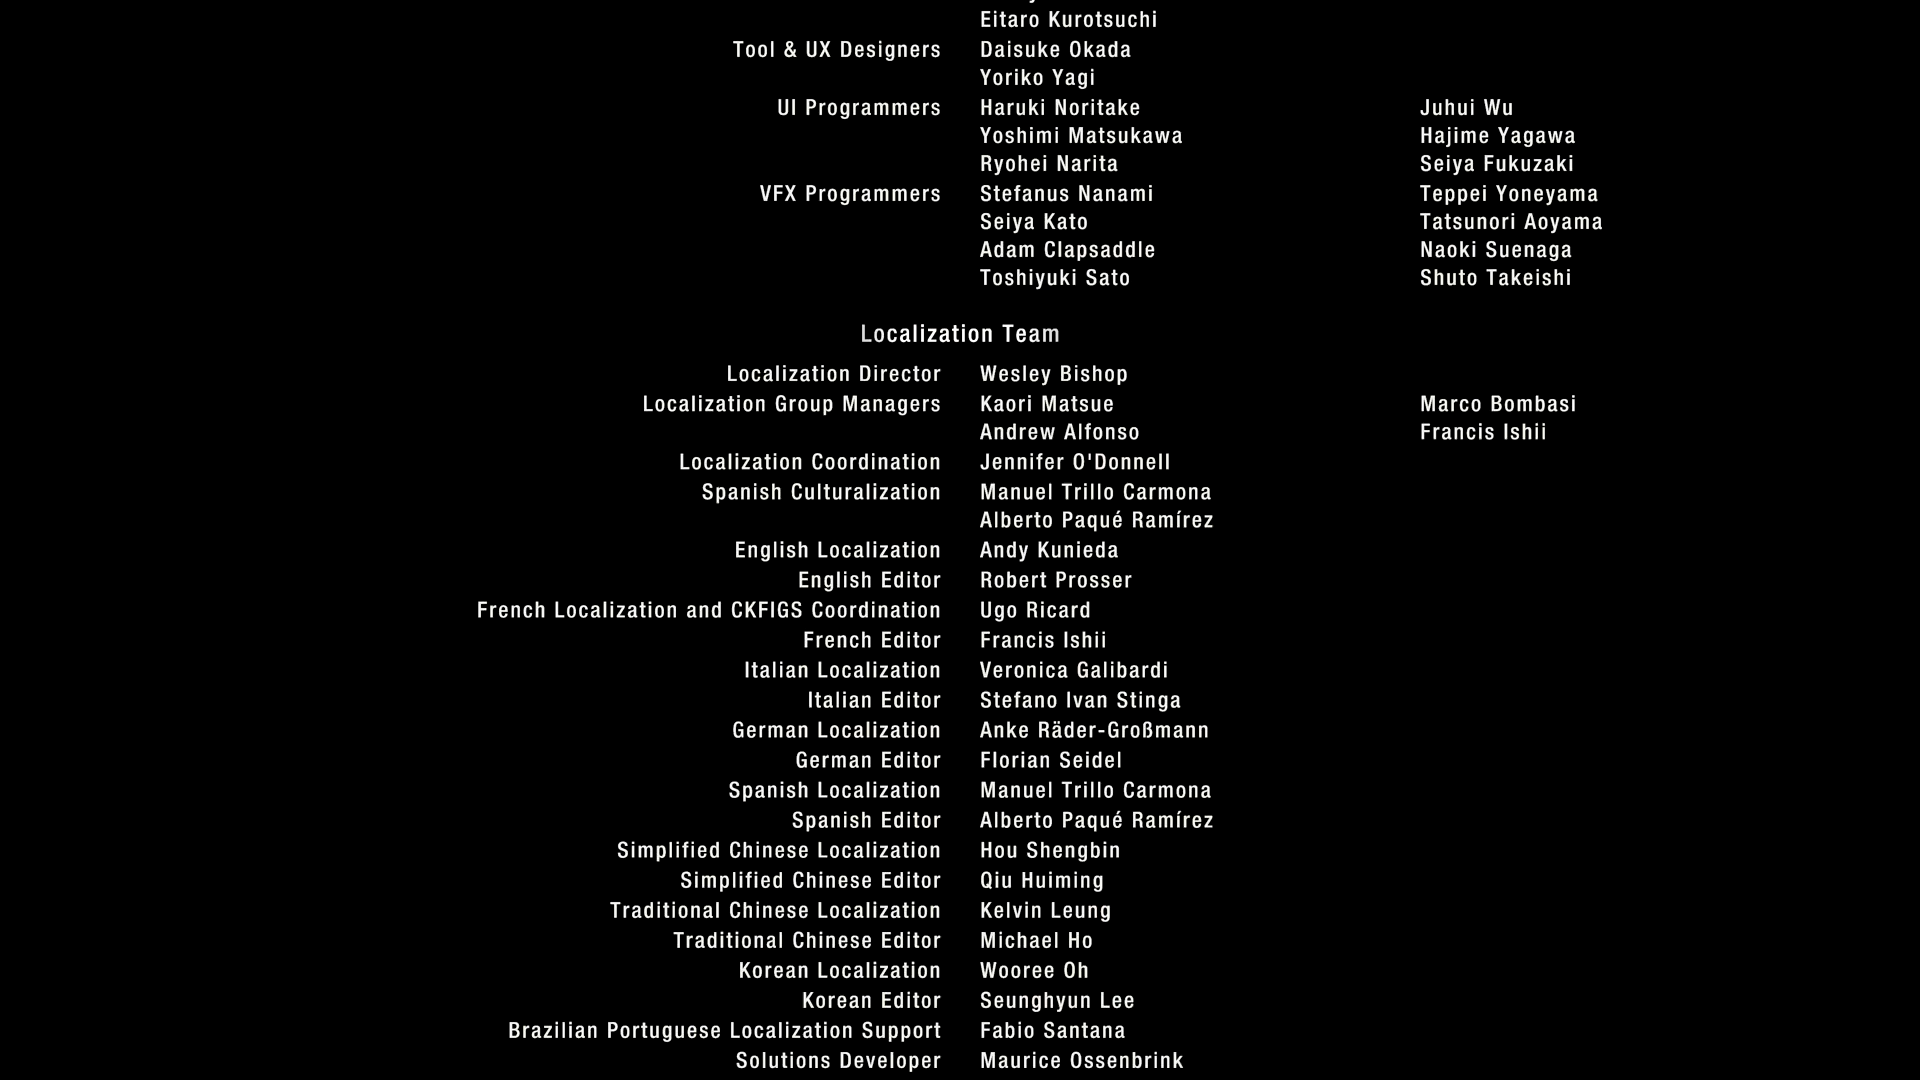 Eitaro Kurotsuchi
Tool & UX Designers Daisuke Okada
Yoriko Yagi
UI Programmers Haruki Noritake Juhui Wu
Yoshimi Matsukawa Hajime Yagawa
Ryohei Narita Seiya Fukuzaki
VFX Programmers Stefanus Nanami Teppei Yoneyama
Seiya Kato Tatsunori Aoyama
Adam Clapsaddle Naoki Suenaga
Toshiyuki Sato Shuto Takeishi
Localization Team
Localization Director Wesley Bishop
Localization Group Managers Kaori Matsue Marco Bombasi
Andrew Alfonso Francis Ishii
Localization Coordination Jennifer O'Donnell
Spanish Culturalization Manuel Trillo Carmona
Alberto Paqué Ramírez
English Localization Andy Kunieda
English Editor Robert Prosser
French Localization and CKFIGS Coordination Ugo Ricard
French Editor Francis Ishii
Italian Localization Veronica Galibardi
Italian Editor Stefano Ivan Stinga
German Localization Anke Räder-Großmann
German Editor Florian Seidel
Spanish Localization Manuel Trillo Carmona
Spanish Editor Alberto Paqué Ramírez
Simplified Chinese Localization Hou Shengbin
Simplified Chinese Editor Qiu Huiming
Traditional Chinese Localization Kelvin Leung
Traditional Chinese Editor Michael Ho
Korean Localization Wooree Oh
Korean Editor Seunghyun Lee
Brazilian Portuguese Localization Support Fabio Santana
Solutions Developer Maurice Ossenbrink